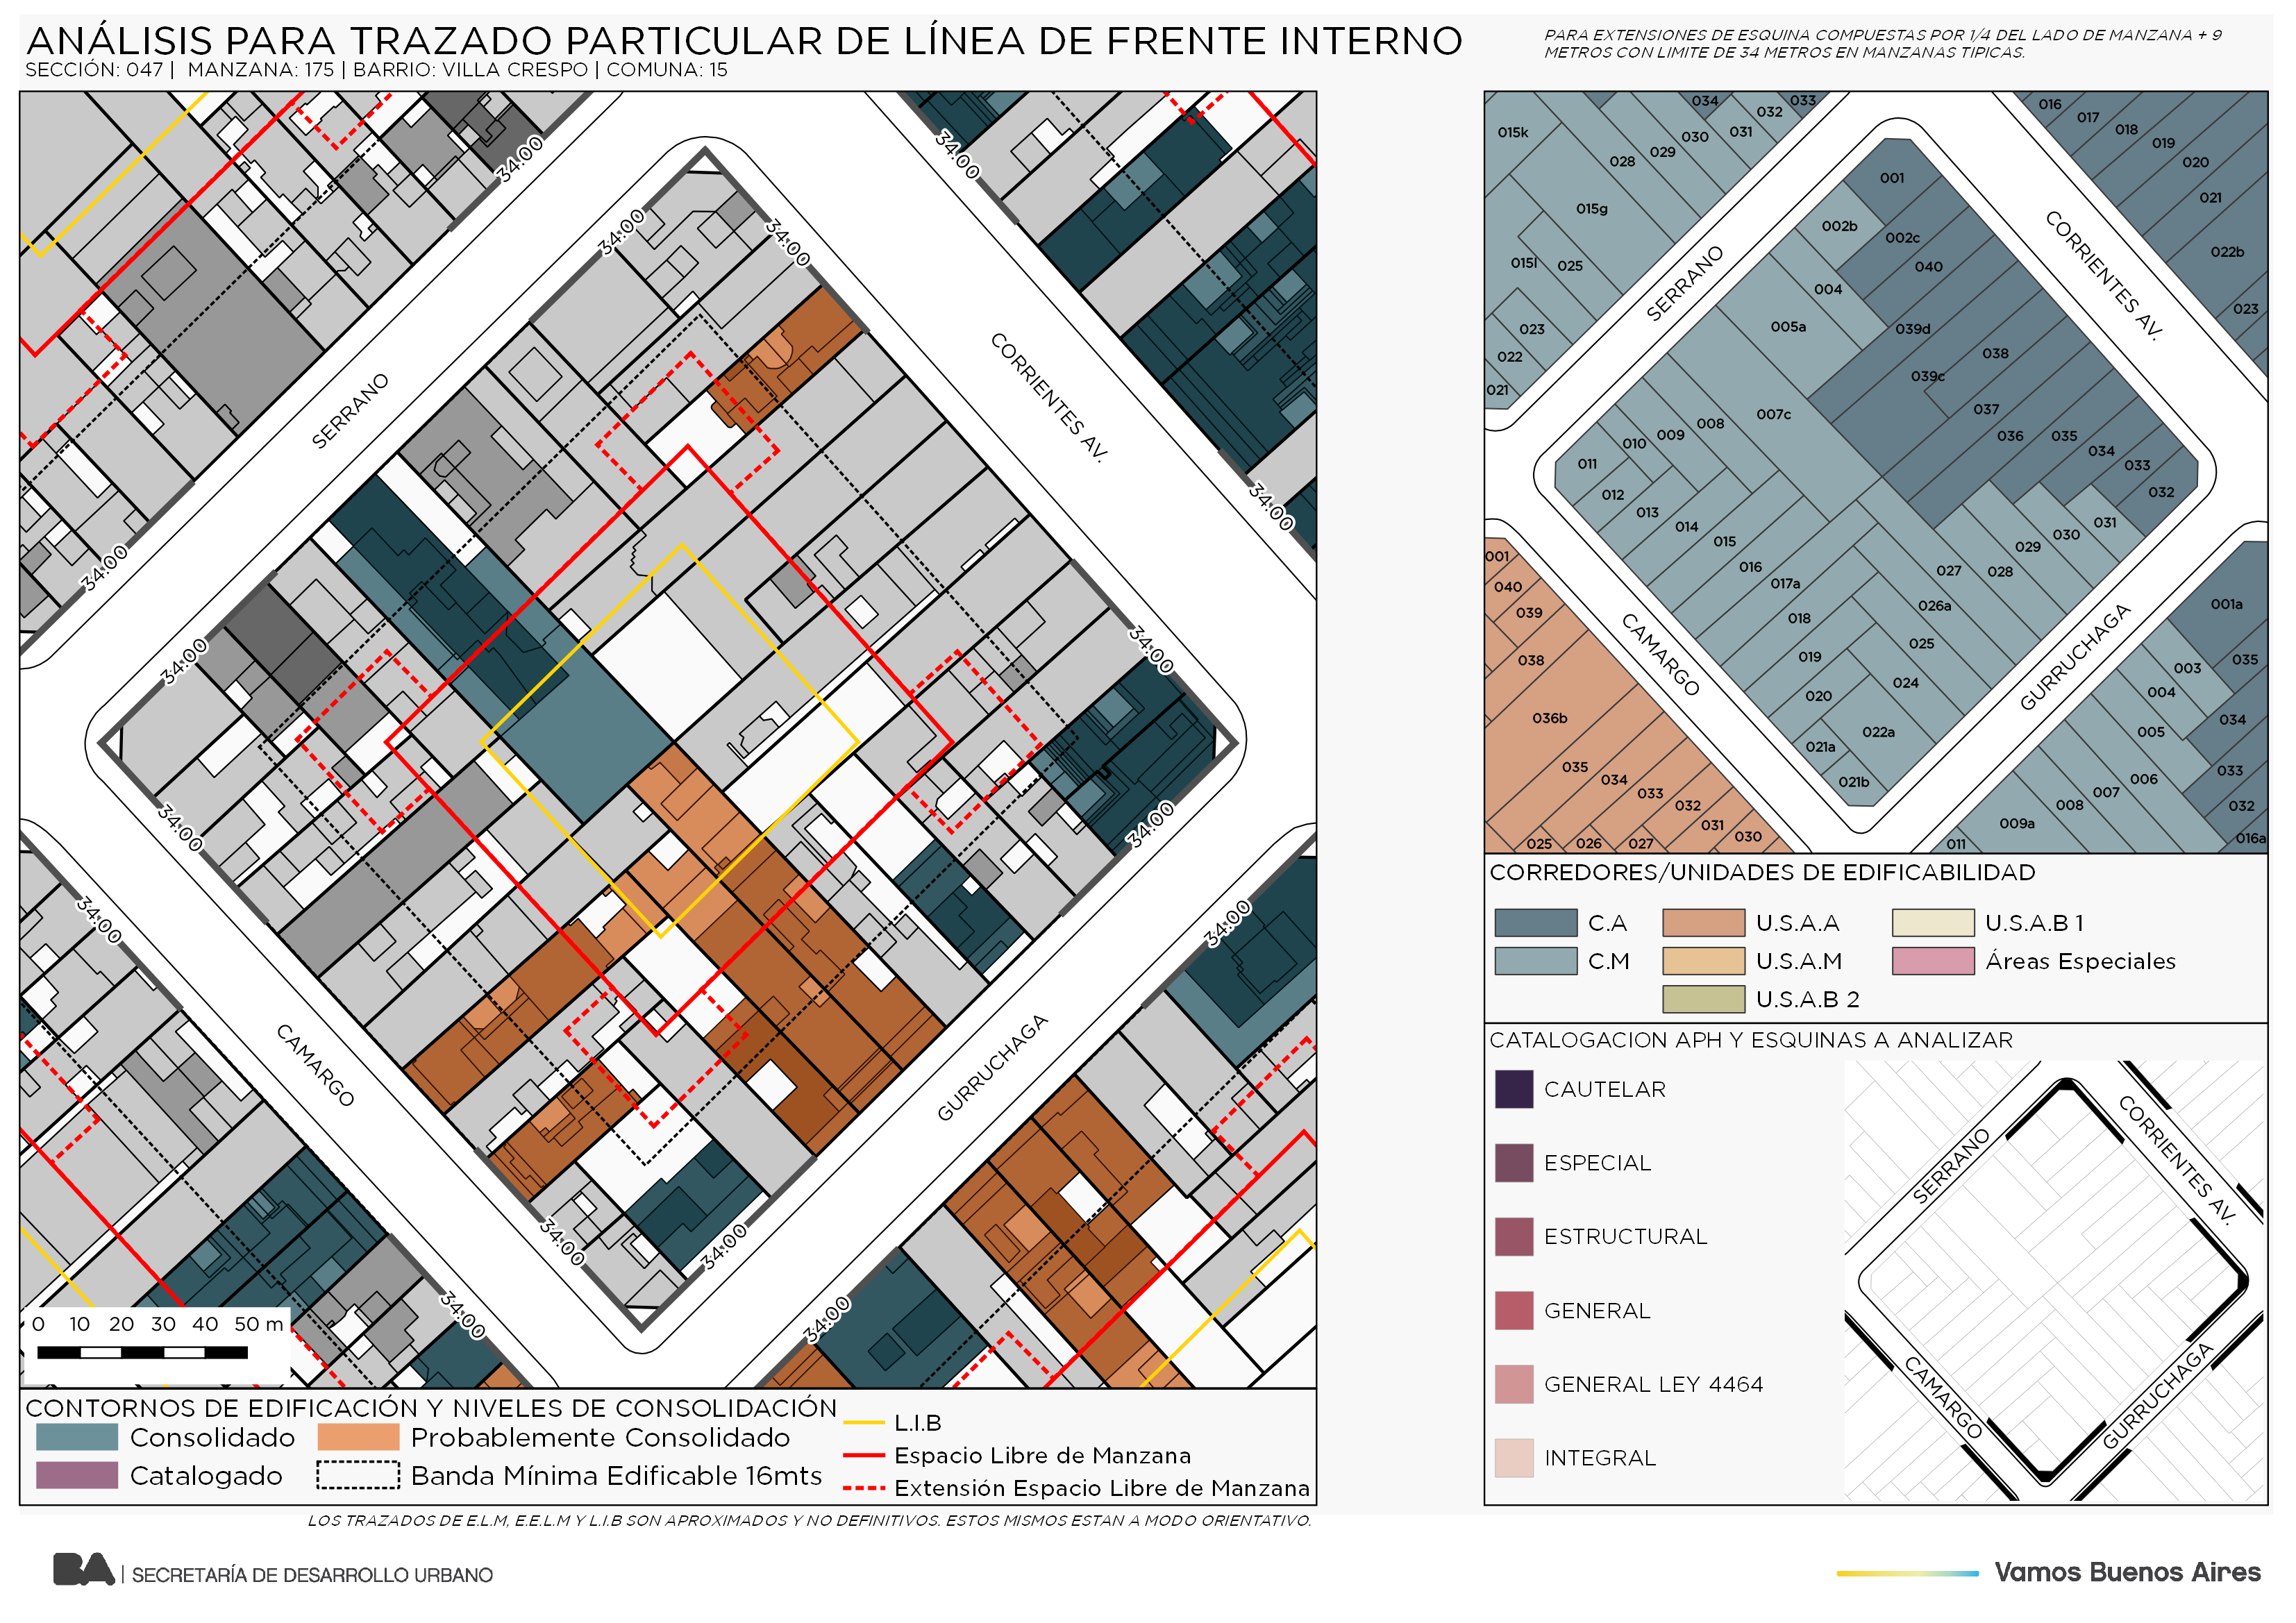 ANÁLISIS PARA TRAZADO PARTICULAR DE LÍNEA DE FRENTE INTERNO
SECCIÓN: 047 | MANZANA: 175 | BARRIO: VILLA CRESPO | COMUNA: 15
PARA EXTENSIONES DE ESQUINA COMPUESTAS POR 1/4 DEL LADO DE MANZANA + 9
METROS CON LIMITE DE 34 METROS EN MANZANAS TIPICAS.
34:00
34:00
34:00
34:00
SERRANO
CORRIENTES AV.
34:00
34:00
34:00
34:00
34:00
34:00
34:00
34:00
CAMARGO
GURRUCHAGA
34:00
34:00
34:00
34:00
0 10 20 30 40 50 m
CONTORNOS DE EDIFICACIÓN Y NIVELES DE CONSOLIDACIÓN
Consolidado
Probablemente Consolidado
Catalogado
Banda Mínima Edificable 16mts
L.I.B
Espacio Libre de Manzana
Extensión Espacio Libre de Manzana
LOS TRAZADOS DE E.L.M, E.E.L.M Y L.I.B SON APROXIMADOS Y NO DEFINITIVOS. ESTOS MISMOS ESTAN A MODO ORIENTATIVO.
015k
034
033
032
031
030
029
028
015g
015l
025
023
022
021
016
017
018
019
020
021
022b
023
SERRANO
CORRIENTES AV.
001
002b
002c
040
004
005a
039d
038
039c
037
007c
008
009
010
011
012
013
014
015
016
017a
018
019
020
021a
021b
022a
024
025
026a
027
028
029
030
031
032
033
034
035
036
CAMARGO
GURRUCHAGA
001
040
039
038
036b
035
034
033
032
031
030
025
026
027
001a
035
003
004
034
005
033
006
007
032
008
009a
016a
011
CORREDORES/UNIDADES DE EDIFICABILIDAD
C.A
U.S.A.A
U.S.A.B 1
C.M
U.S.A.M
Áreas Especiales
U.S.A.B 2
CATALOGACION APH Y ESQUINAS A ANALIZAR
CAUTELAR
ESPECIAL
ESTRUCTURAL
GENERAL
GENERAL LEY 4464
INTEGRAL
SERRANO
CORRIENTES AV.
CAMARGO
GURRUCHAGA
BA | SECRETARÍA DE DESARROLLO URBANO
Vamos Buenos Aires